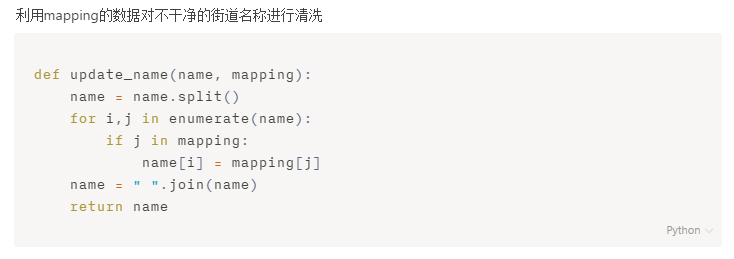 利用mapping的数据对不干净的街道名称进行清洗
def update_name(name, mapping):
    name = name.split()
    for i,j in enumerate(name):
        if j in mapping:
            name[i] = mapping[j]
    name = " ".join(name)
    return name
Python